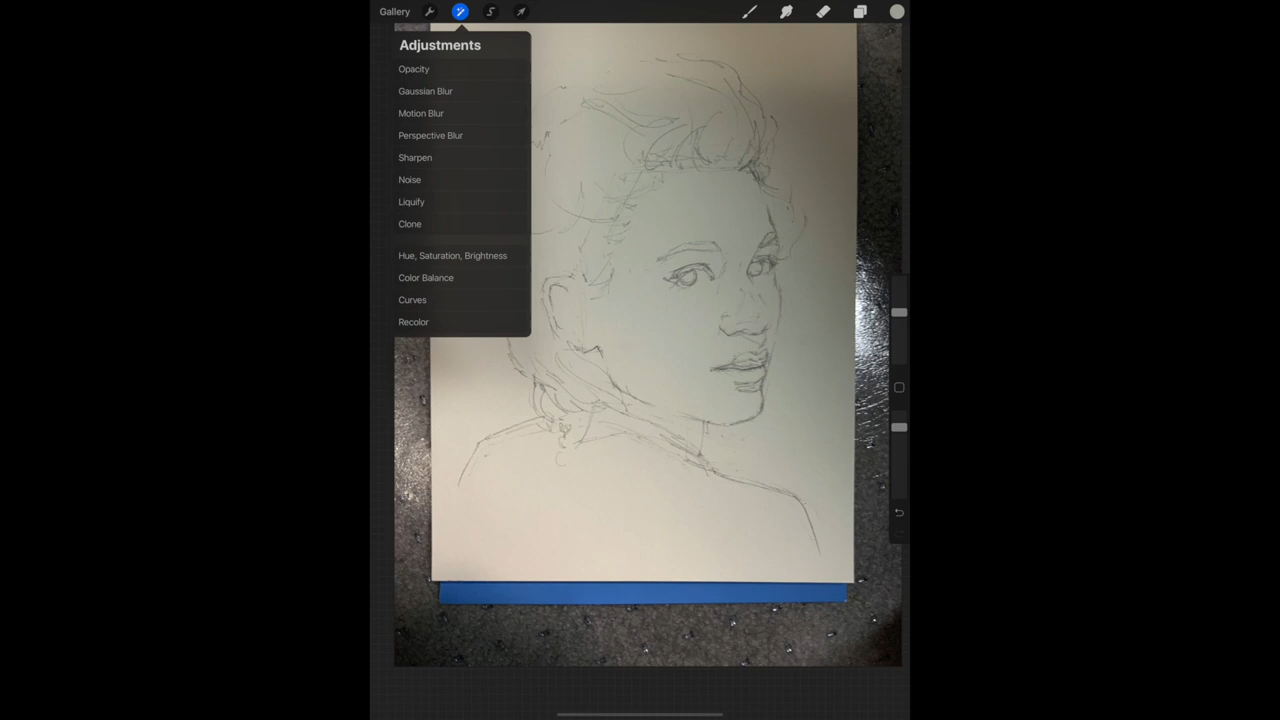 Gallery
Adjustments
Opacity
Gaussian Blur
Motion Blur
Perspective Blur
Sharpen
Noise
Liquify
Clone
Hue, Saturation, Brightness
Color Balance
Curves
Recolor